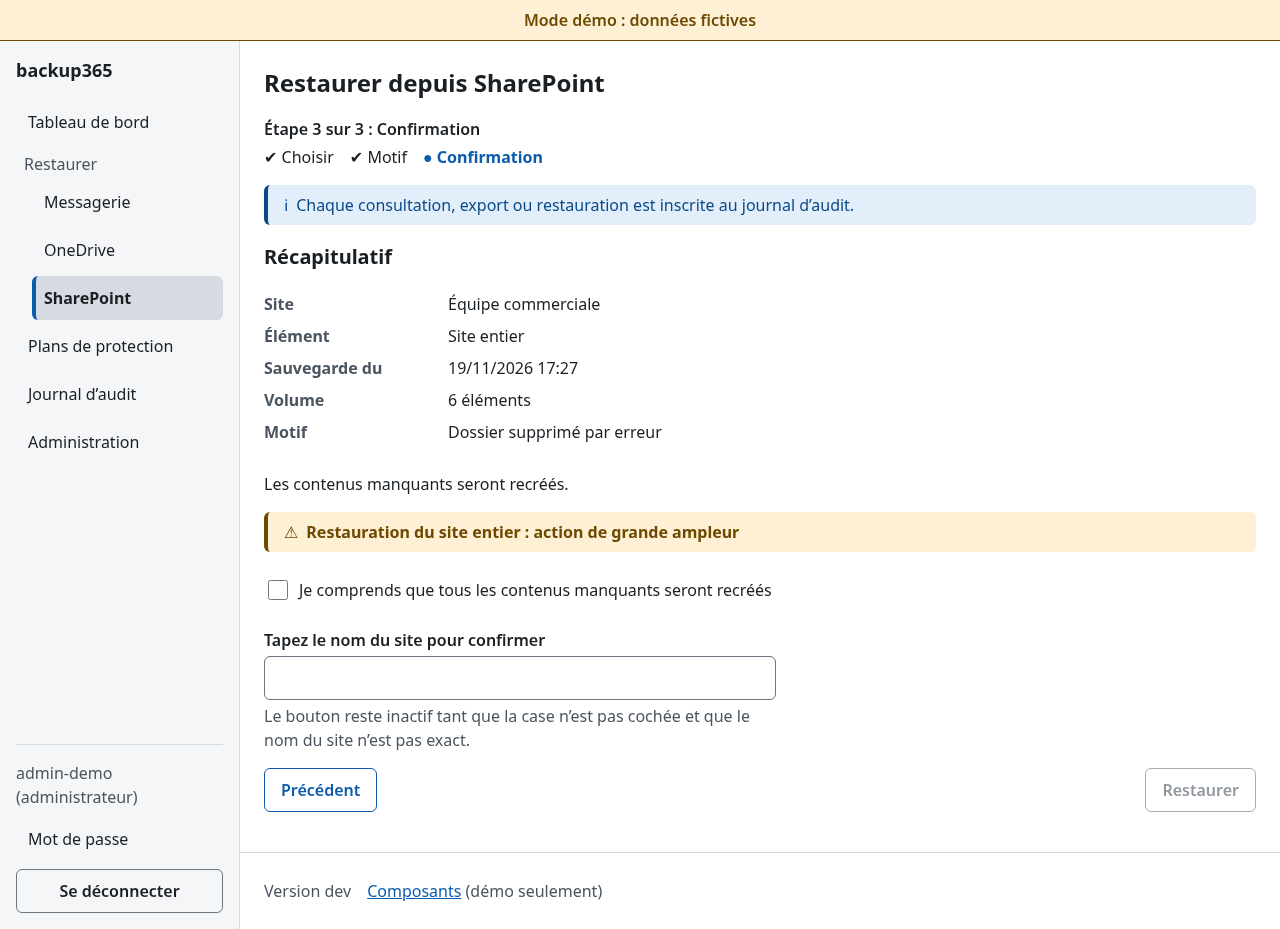 Mode démo : données fictives
backup365
Tableau de bord
Restaurer
Messagerie
OneDrive
SharePoint
Plans de protection
Journal d’audit
Administration
admin-demo
(administrateur)
Mot de passe
Se déconnecter
Restaurer depuis SharePoint
Étape 3 sur 3 : Confirmation
✔ Choisir ✔ Motif ● Confirmation
i Chaque consultation, export ou restauration est inscrite au journal d’audit.
Récapitulatif
Site Équipe commerciale
Élément Site entier
Sauvegarde du 19/11/2026 17:27
Volume 6 éléments
Motif Dossier supprimé par erreur
Les contenus manquants seront recréés.
⚠ Restauration du site entier : action de grande ampleur
Je comprends que tous les contenus manquants seront recréés
Tapez le nom du site pour confirmer
Le bouton reste inactif tant que la case n’est pas cochée et que le
nom du site n’est pas exact.
Précédent Restaurer
Version dev Composants (démo seulement)